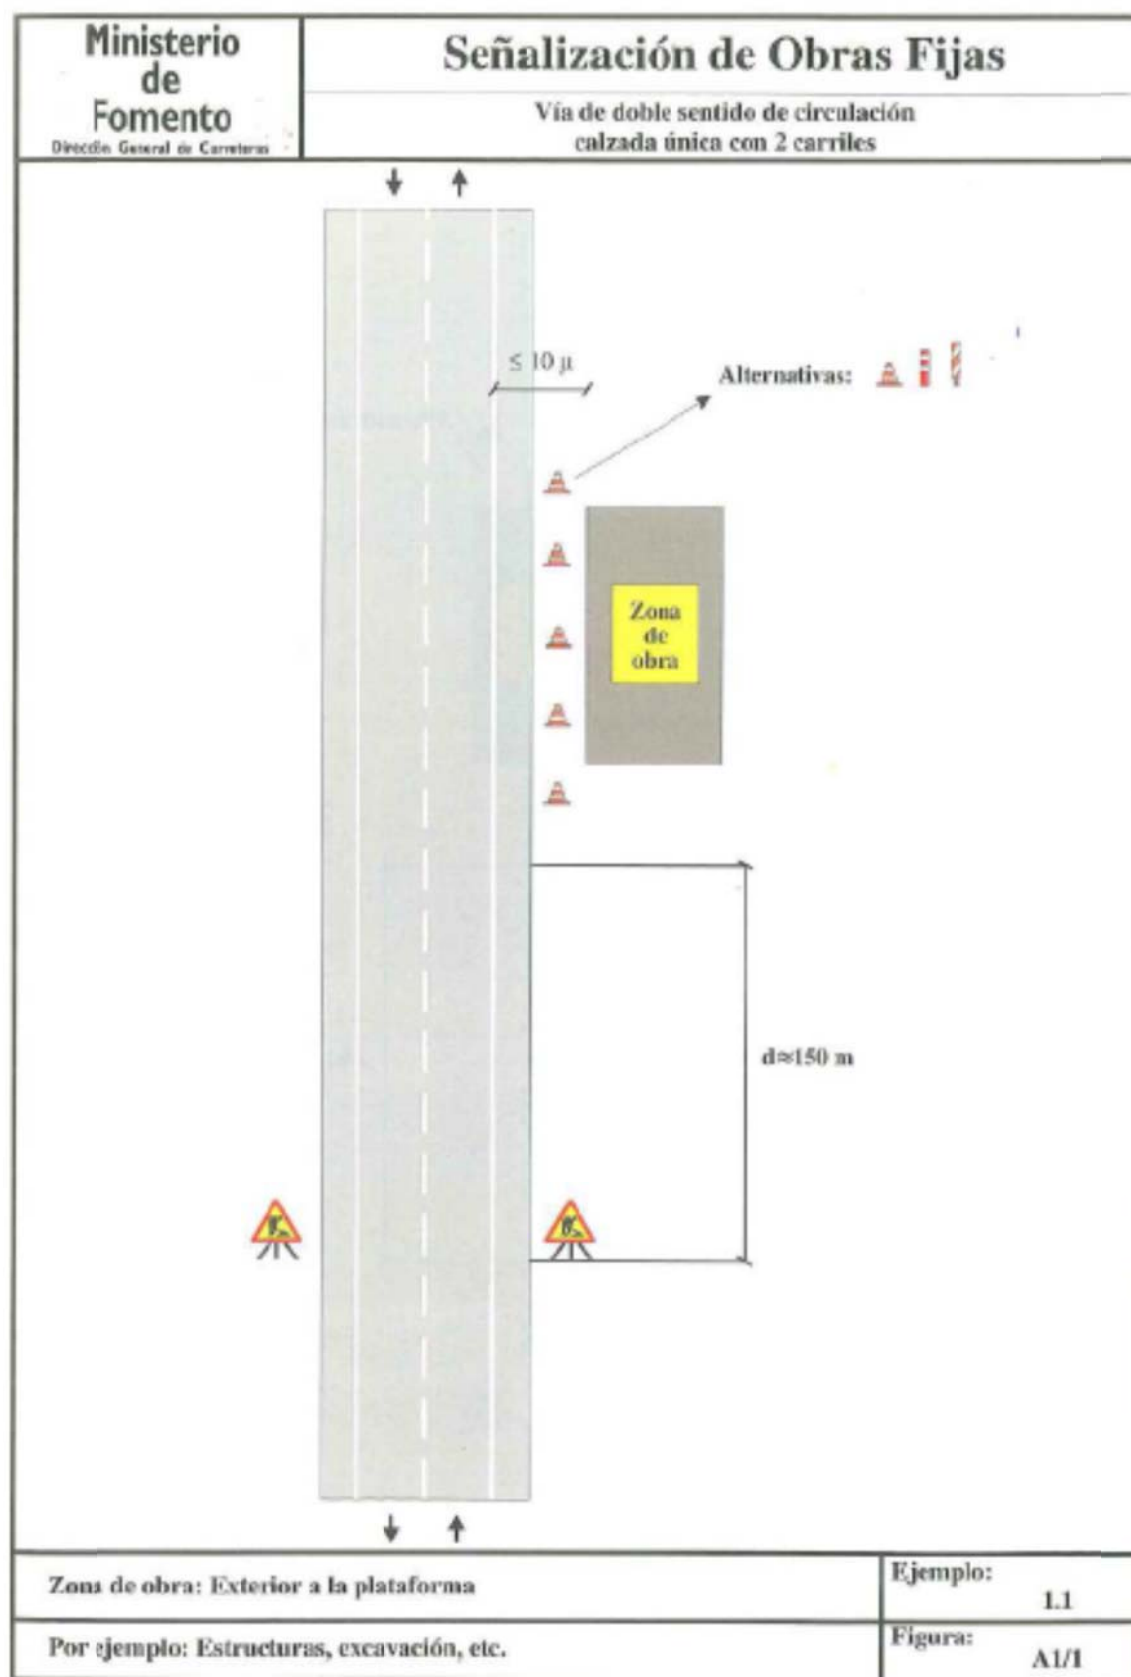 Ministerio
de
Fomento
Dirección General de Carreteras
Señalización de Obras Fijas
Vía de doble sentido de circulación
calzada única con 2 carriles
≤ 10 µ
Alternativas:
Zona
de
obra
d≈150 m
Zona de obra: Exterior a la plataforma
Ejemplo:
1.1
Por ejemplo: Estructuras, excavación, etc.
Figura:
A1/1